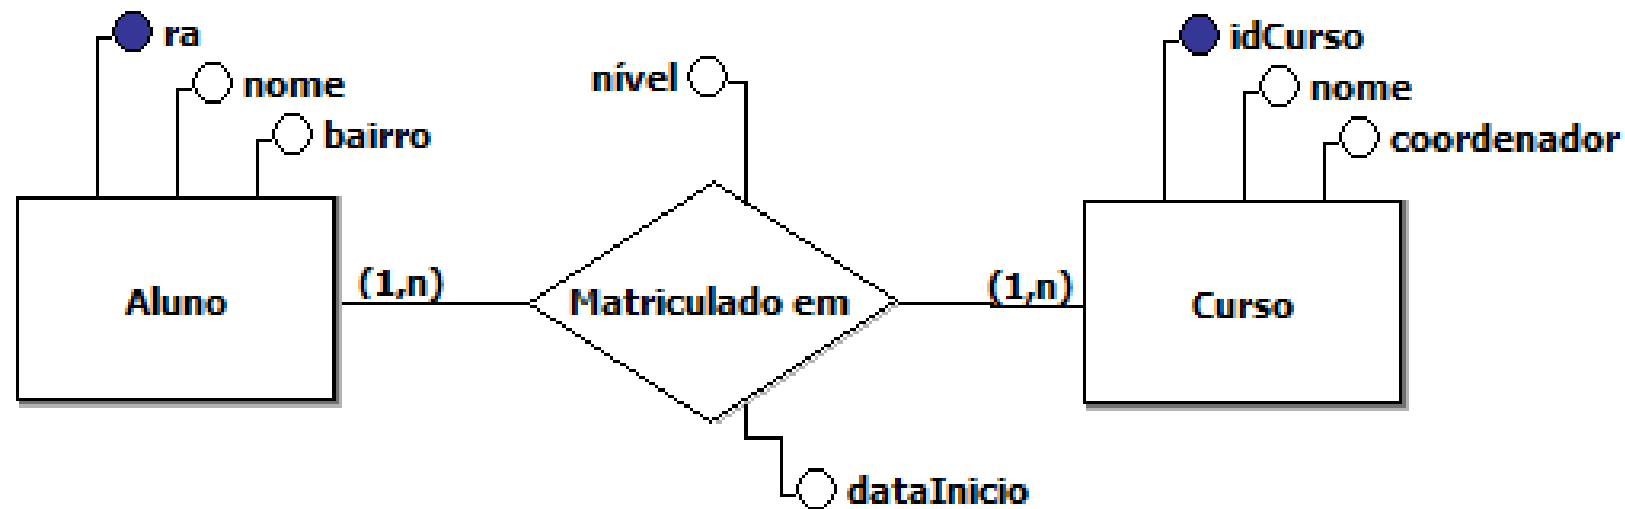 ra
nome
bairro
nível
idCurso
nome
coordenador
Aluno
(1,n)
Matriculado em
(1,n)
Curso
dataInicio